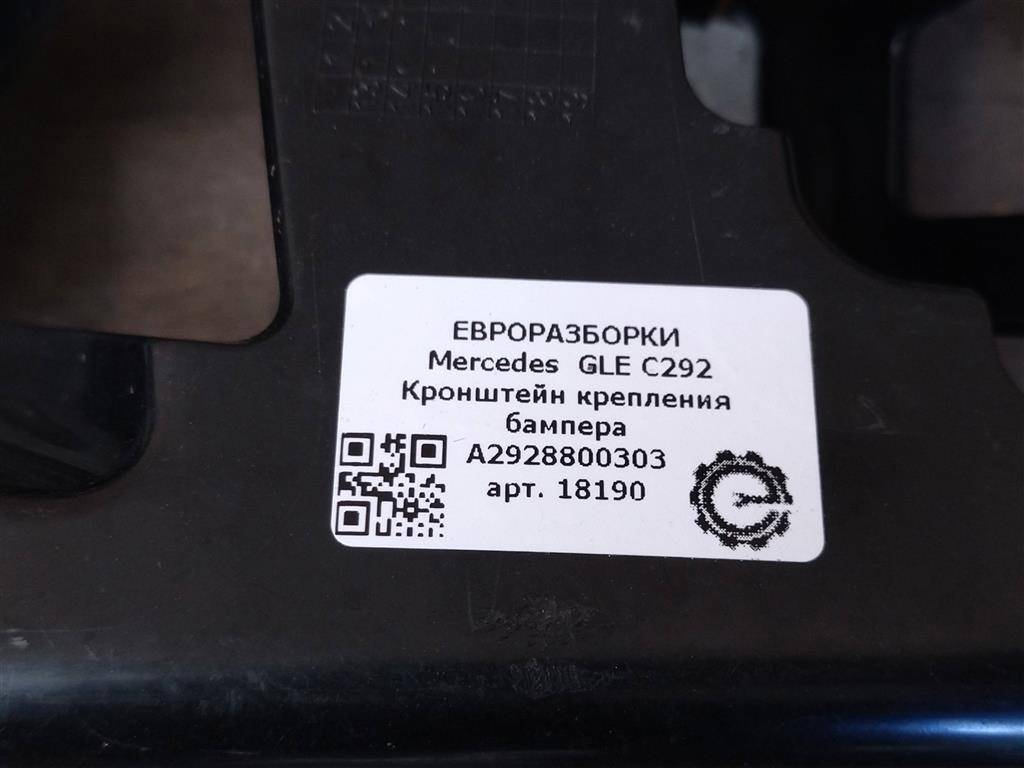 ЕВРОРАЗБОРКИ
Mercedes GLE C292
Кронштейн крепления
бампера
A2928800303
арт. 18190